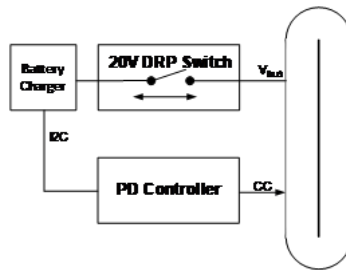 Battery
Charger
20V DRP Switch
Vbus
I2C
PD Controller
CC